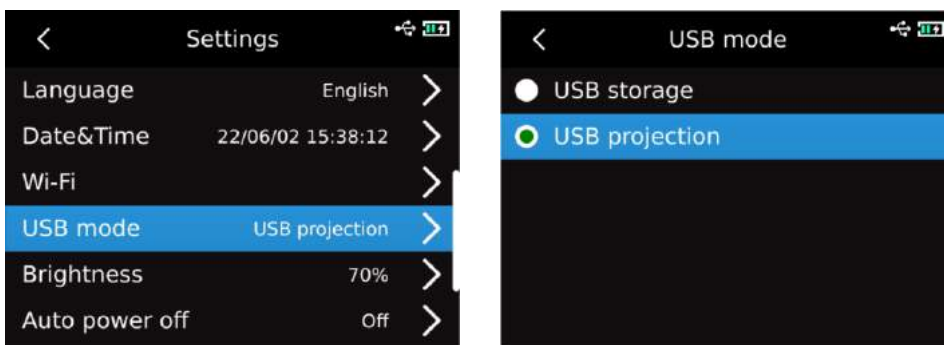 Settings
Language English
Date&Time 22/06/02 15:38:12
Wi-Fi
USB mode USB projection
Brightness 70%
Auto power off Off
USB mode
USB storage
USB projection